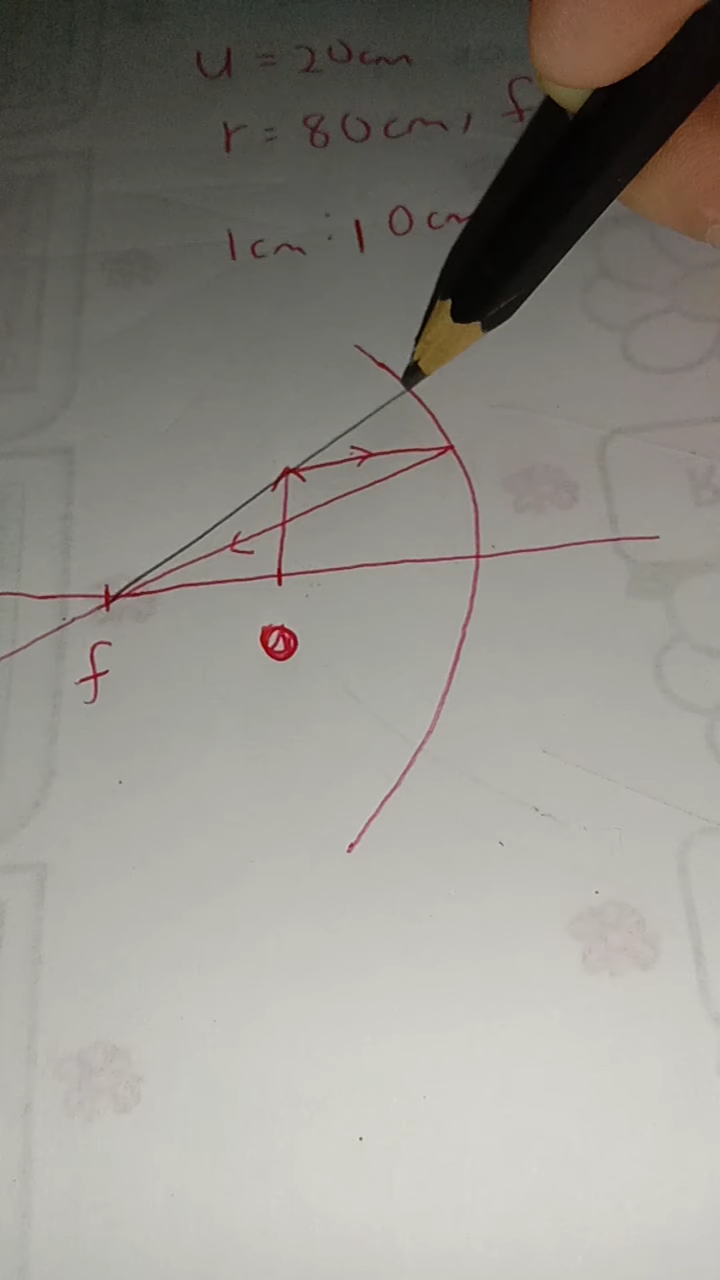 u = 20cm
r = 80cm, f
1cm : 10cm
f